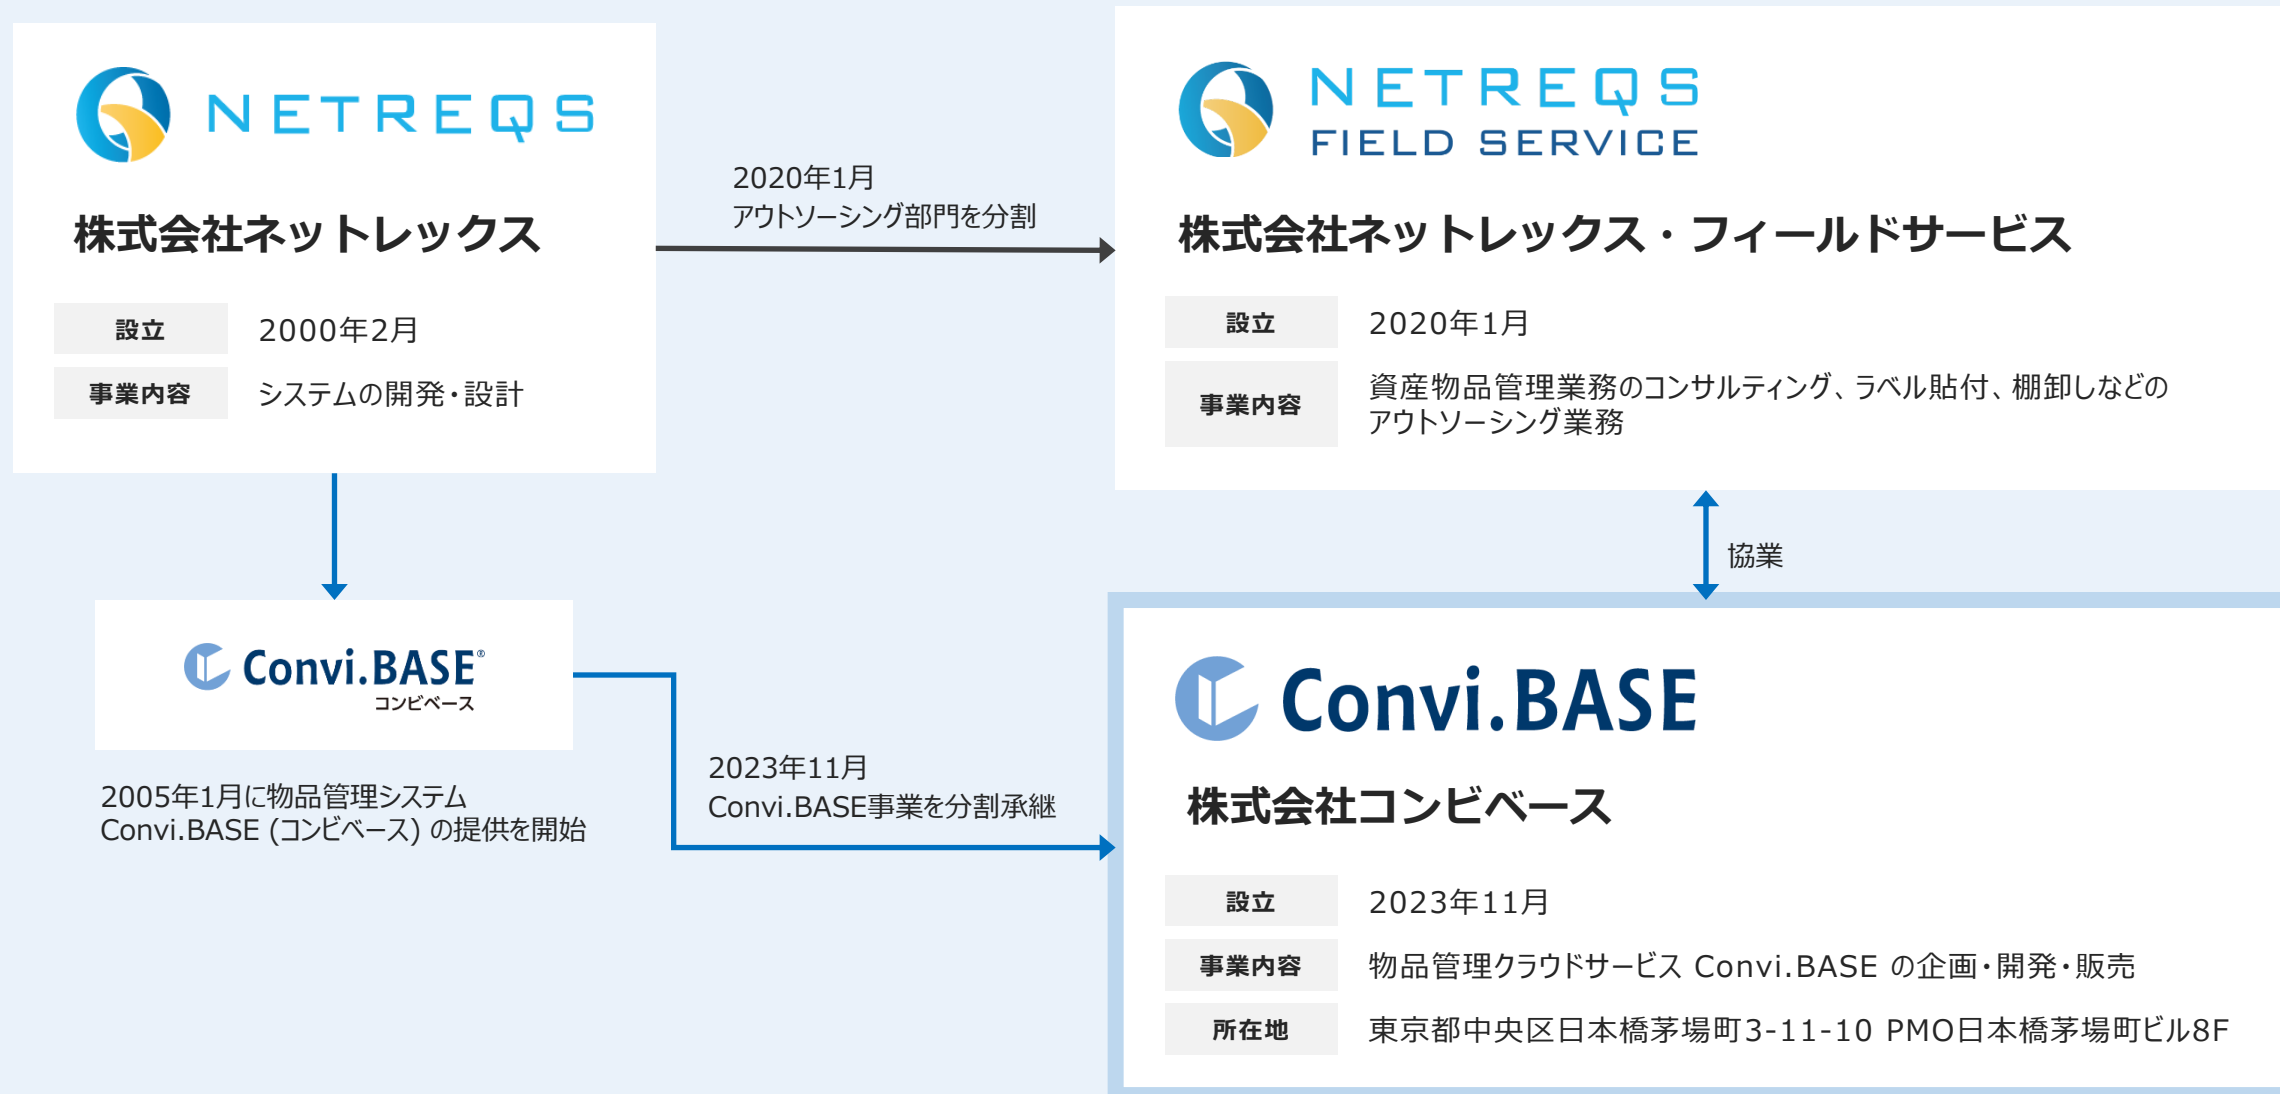 NETREQS
株式会社ネットレックス
設立 2000年2月
事業内容 システムの開発・設計
2020年1月
アウトソーシング部門を分割
NETREQS
FIELD SERVICE
株式会社ネットレックス・フィールドサービス
設立 2020年1月
事業内容 資産物品管理業務のコンサルティング、ラベル貼付、棚卸しなどの
アウトソーシング業務
協業
Convi.BASE®
コンビベース
2005年1月に物品管理システム
Convi.BASE (コンビベース) の提供を開始
2023年11月
Convi.BASE事業を分割承継
Convi.BASE
株式会社コンビベース
設立 2023年11月
事業内容 物品管理クラウドサービス Convi.BASE の企画・開発・販売
所在地 東京都中央区日本橋茅場町3-11-10 PMO日本橋茅場町ビル8F